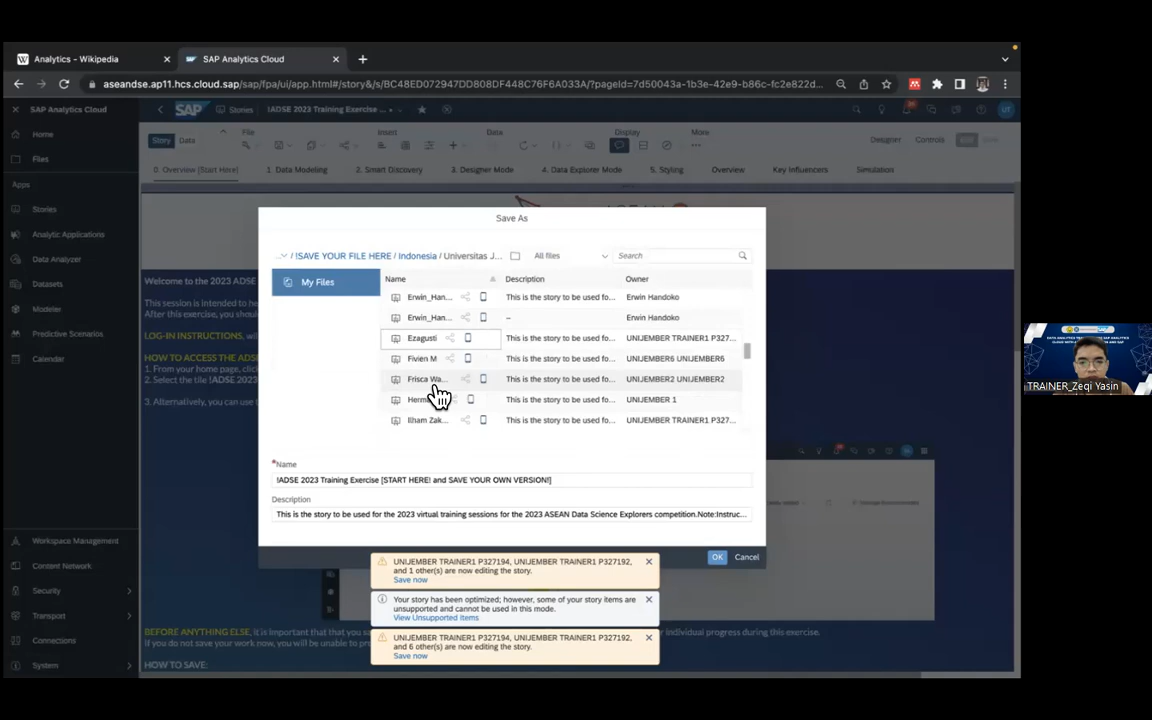 Analytics - Wikipedia
SAP Analytics Cloud
aseandse.ap11.hcs.cloud.sap/sap/fpa/ui/app.html#/story&/s/BC48ED072947DD808DF448C76F6A033A/?pageId=7d50043a-1b3e-42e9-b86c-fc2e822d...
SAP Analytics Cloud
SAP
Stories
!ADSE 2023 Training Exercise ...
Home
Files
Apps
Stories
Analytic Applications
Data Analyzer
Datasets
Modeler
Predictive Scenarios
Calendar
Workspace Management
Content Network
Security
Transport
Connections
System
Story
Data
File
Insert
Data
Display
More
Designer
Controls
0. Overview [Start Here]
1. Data Modeling
2. Smart Discovery
3. Designer Mode
4. Data Explorer Mode
5. Styling
Overview
Key Influencers
Simulation
Welcome to the 2023 ADSE
This session is intended to he
After this exercise, you should
LOG-IN INSTRUCTIONS,
HOW TO ACCESS THE ADSE
1. From your home page, click
2. Select the tile !ADSE 2023
3. Alternatively, you can use t
Save As
... / !SAVE YOUR FILE HERE / Indonesia / Universitas J...
All files
Search
My Files
Name
Description
Owner
Erwin_Han... This is the story to be used fo... Erwin Handoko
Erwin_Han... – Erwin Handoko
Ezagusti This is the story to be used fo... UNIJEMBER TRAINER1 P327...
Fivien M This is the story to be used fo... UNIJEMBER6 UNIJEMBER6
Frisca Wa... This is the story to be used fo... UNIJEMBER2 UNIJEMBER2
Herm This is the story to be used fo... UNIJEMBER 1
Ilham Zak... This is the story to be used fo... UNIJEMBER TRAINER1 P327...
*Name
!ADSE 2023 Training Exercise [START HERE! and SAVE YOUR OWN VERSION!]
Description
This is the story to be used for the 2023 virtual training sessions for the 2023 ASEAN Data Science Explorers competition.Note:Instruc...
OK
Cancel
UNIJEMBER TRAINER1 P327194, UNIJEMBER TRAINER1 P327192,
and 1 other(s) are now editing the story.
Save now
Your story has been optimized; however, some of your story items are
unsupported and cannot be used in this mode.
View Unsupported Items
UNIJEMBER TRAINER1 P327194, UNIJEMBER TRAINER1 P327192,
and 6 other(s) are now editing the story.
Save now
BEFORE ANYTHING ELSE, it is important that that you sa
individual progress during this exercise.
If you do not save your work now, you will be unable to pr
HOW TO SAVE:
TRAINER_Zeqi Yasin